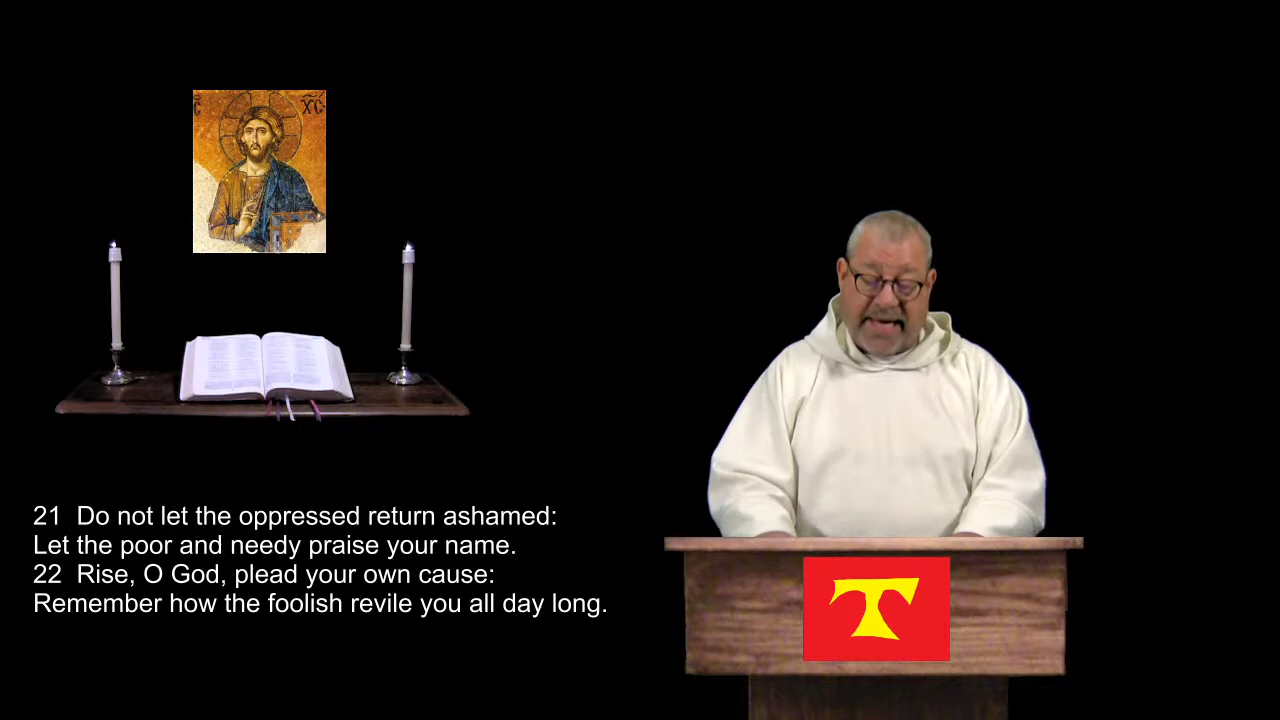 XC
21 Do not let the oppressed return ashamed:
Let the poor and needy praise your name.
22 Rise, O God, plead your own cause:
Remember how the foolish revile you all day long.
T